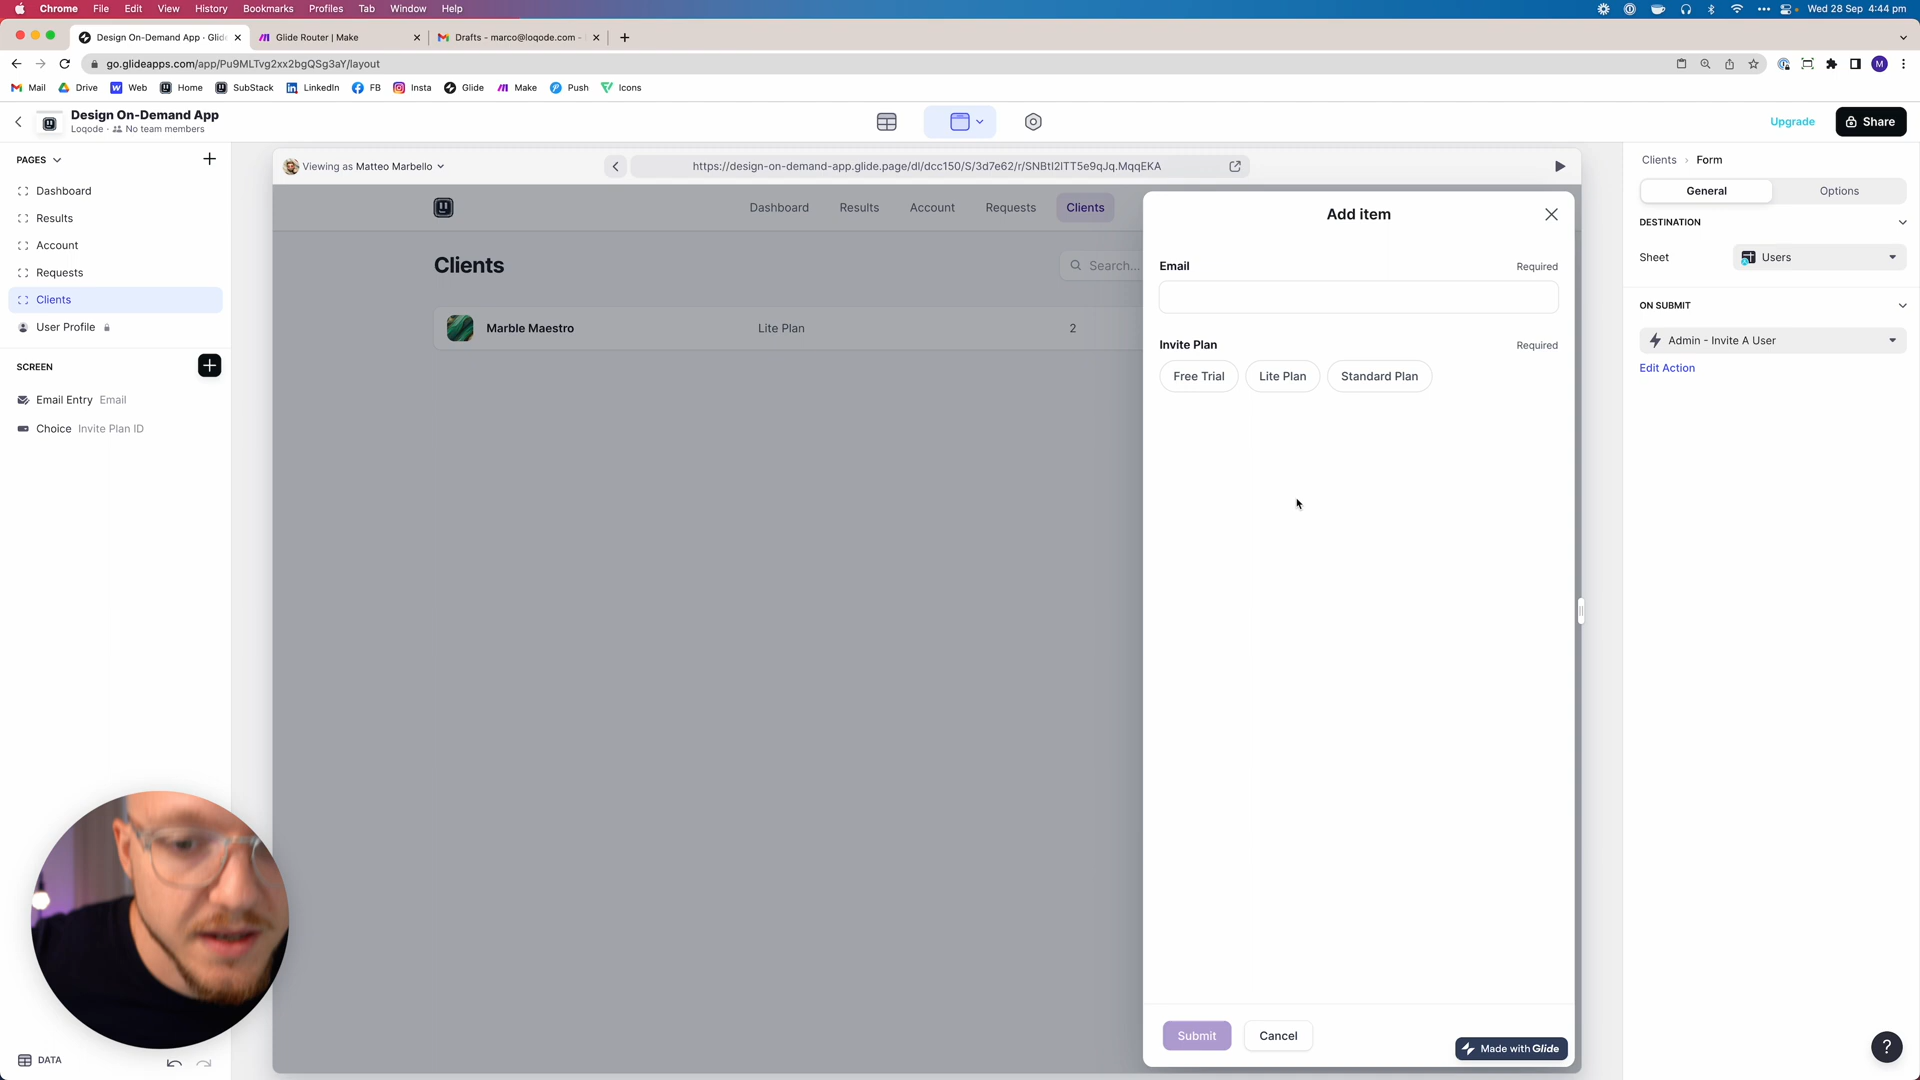 Chrome File Edit View History Bookmarks Profiles Tab Window Help
Wed 28 Sep 4:44 pm
Design On-Demand App · Glide
Glide Router | Make
Drafts - marco@loqode.com -
go.glideapps.com/app/Pu9MLTvg2xx2bgQSg3aY/layout
M
Mail Drive Web Home SubStack LinkedIn FB Insta Glide Make Push Icons
Design On-Demand App
Loqode · No team members
Upgrade
Share
PAGES
Dashboard
Results
Account
Requests
Clients
User Profile
SCREEN
Email Entry Email
Choice Invite Plan ID
DATA
Viewing as Matteo Marbello
https://design-on-demand-app.glide.page/dl/dcc150/S/3d7e62/r/SNBtI2ITT5e9qJq.MqqEKA
Dashboard Results Account Requests Clients
Clients
Search...
Marble Maestro Lite Plan 2
Add item
Email Required
Invite Plan Required
Free Trial Lite Plan Standard Plan
Submit Cancel
Made with Glide
Clients › Form
General Options
DESTINATION
Sheet Users
ON SUBMIT
Admin - Invite A User
Edit Action
?